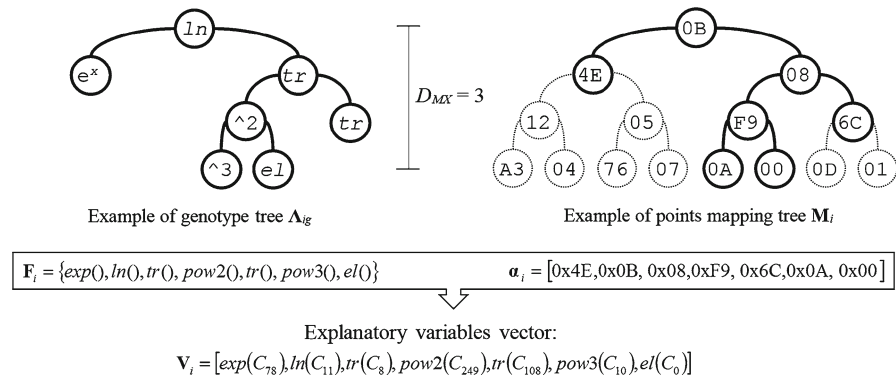 ln
0B
eˣ
tr
4E
08
D_MX = 3
^2
tr
12
05
F9
6C
^3
el
A3
04
76
07
0A
00
0D
01
Example of genotype tree Λ_ig
Example of points mapping tree M_i
F_i = {exp(), ln(), tr(), pow2(), tr(), pow3(), el()}
α_i = [0x4E,0x0B, 0x08,0xF9, 0x6C,0x0A, 0x00]
Explanatory variables vector:
V_i = [exp(C_78), ln(C_11), tr(C_8), pow2(C_249), tr(C_108), pow3(C_10), el(C_0)]